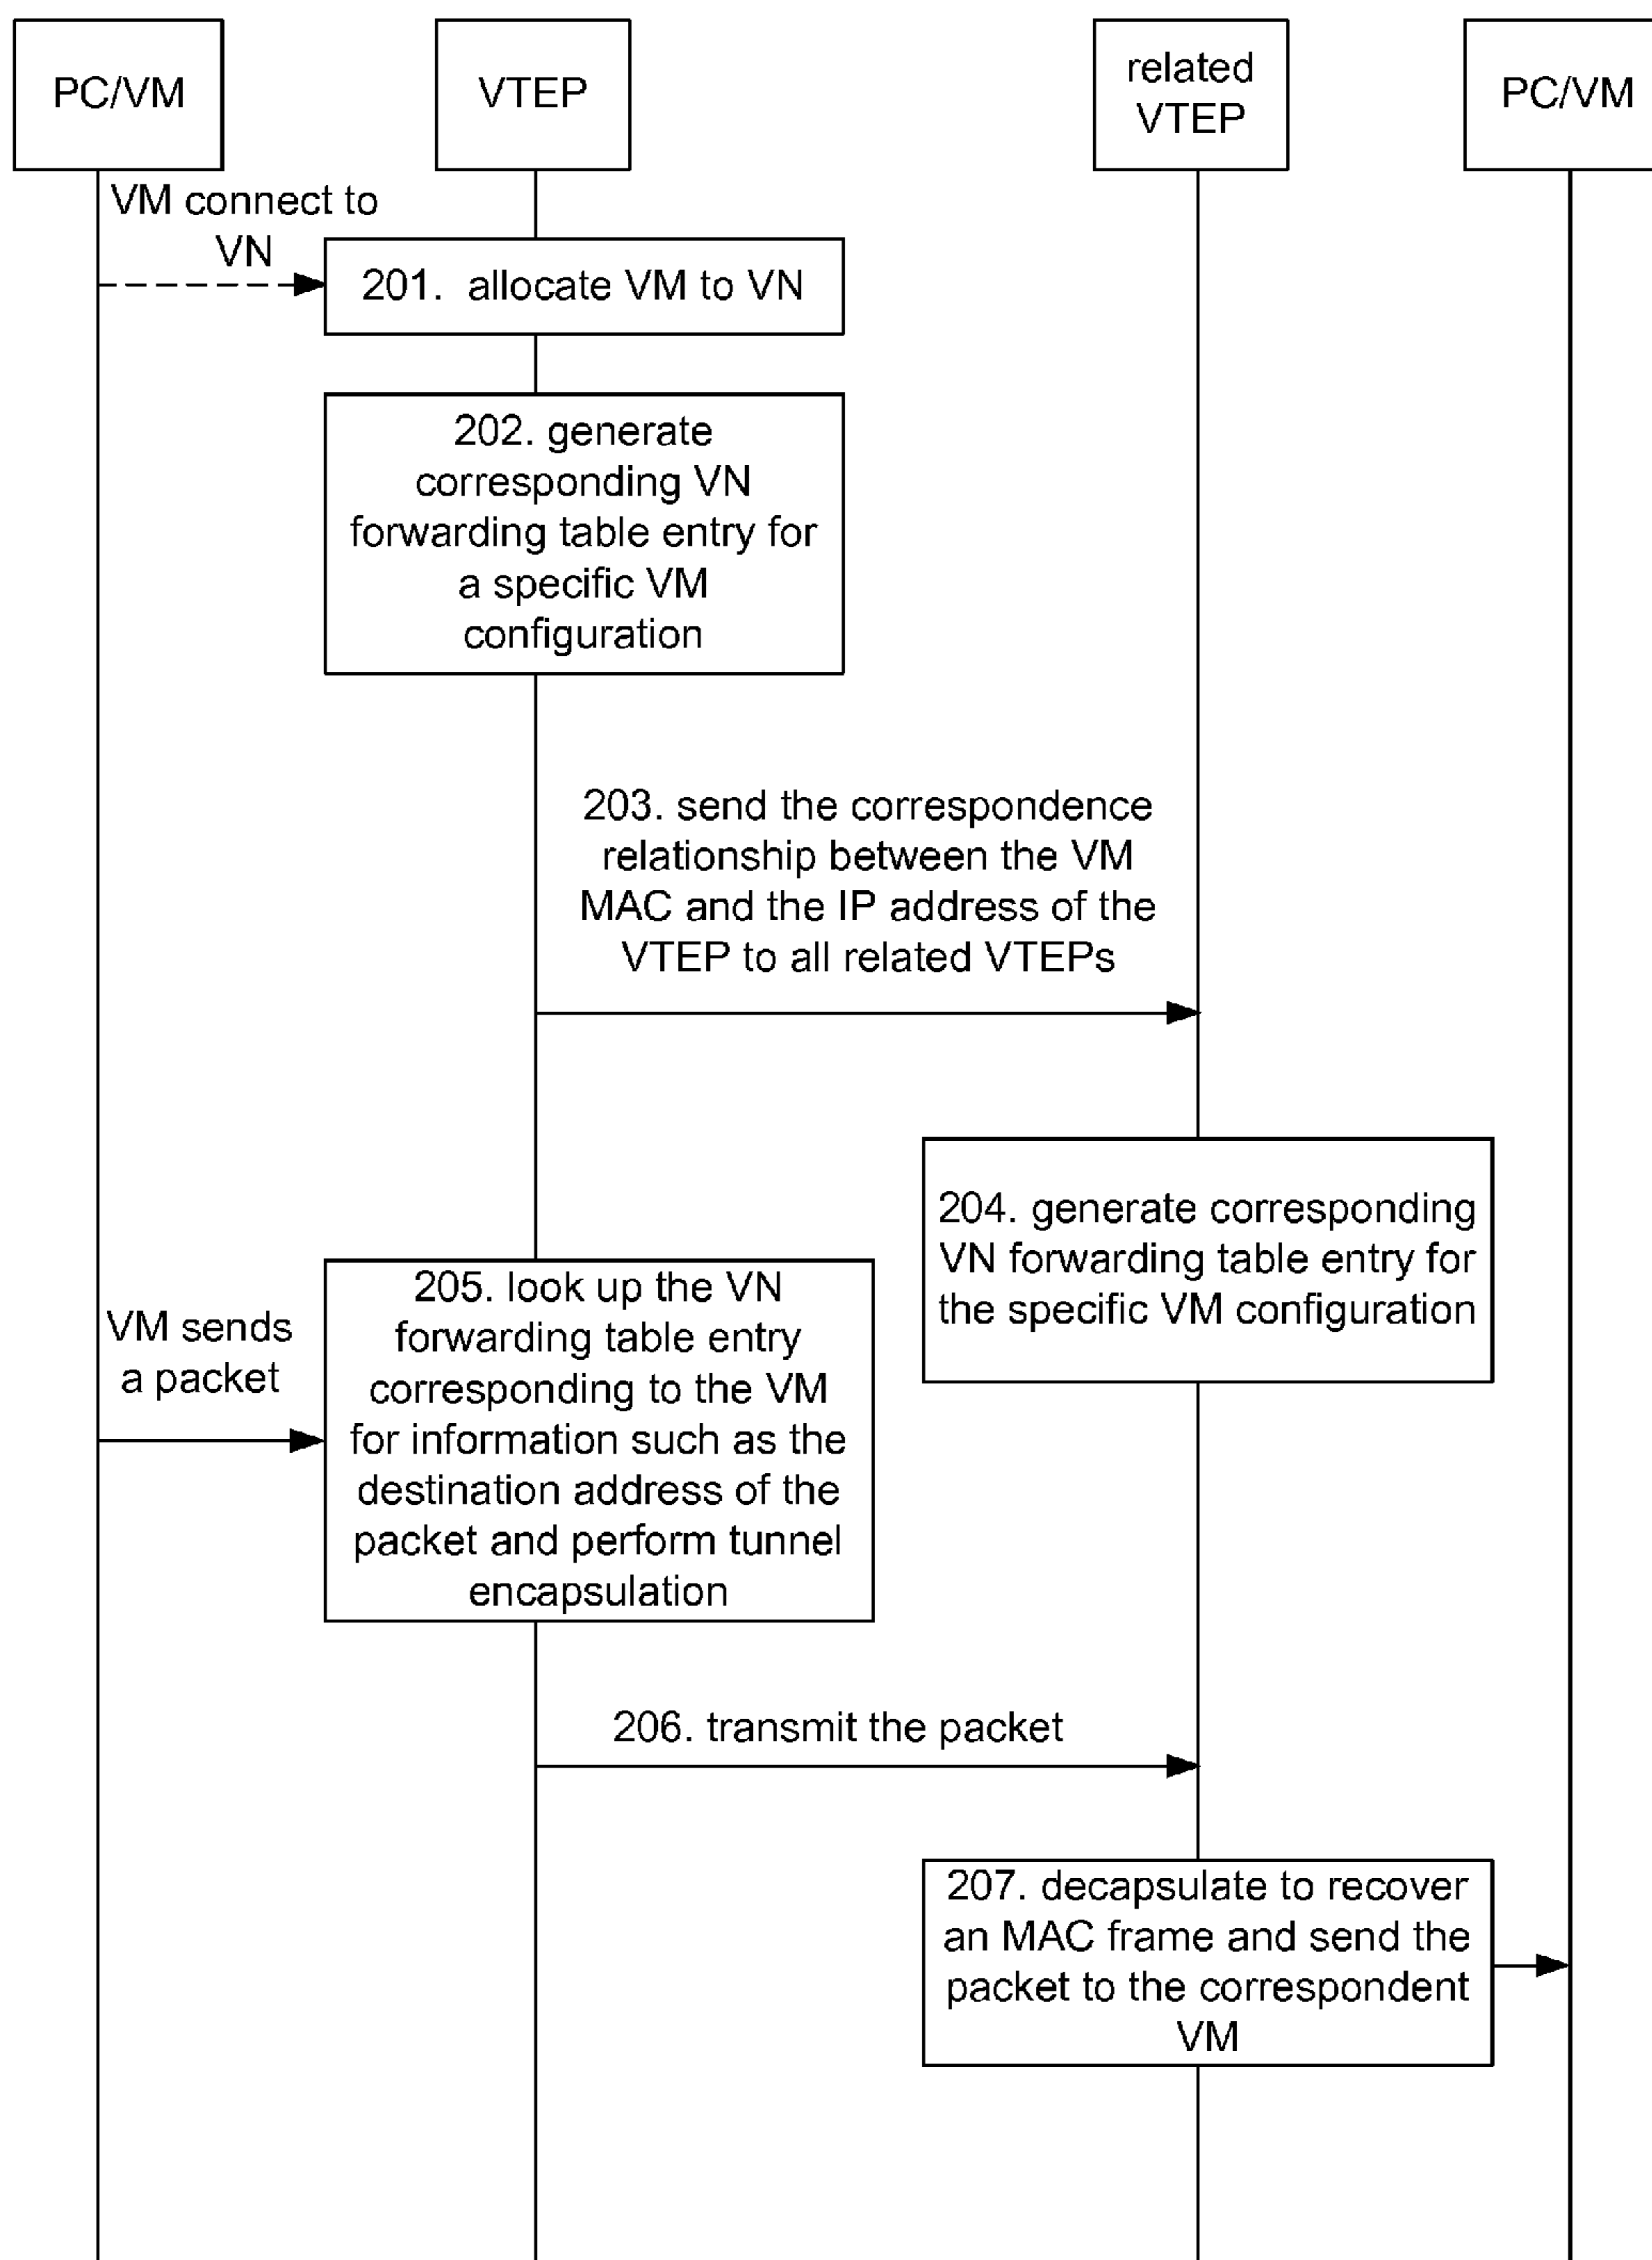 PC/VM
VTEP
related
VTEP
PC/VM
VM connect to
VN
201. allocate VM to VN
202. generate
corresponding VN
forwarding table entry for
a specific VM
configuration
203. send the correspondence
relationship between the VM
MAC and the IP address of the
VTEP to all related VTEPs
204. generate corresponding
VN forwarding table entry for
the specific VM configuration
VM sends
a packet
205. look up the VN
forwarding table entry
corresponding to the VM
for information such as the
destination address of the
packet and perform tunnel
encapsulation
206. transmit the packet
207. decapsulate to recover
an MAC frame and send the
packet to the correspondent
VM